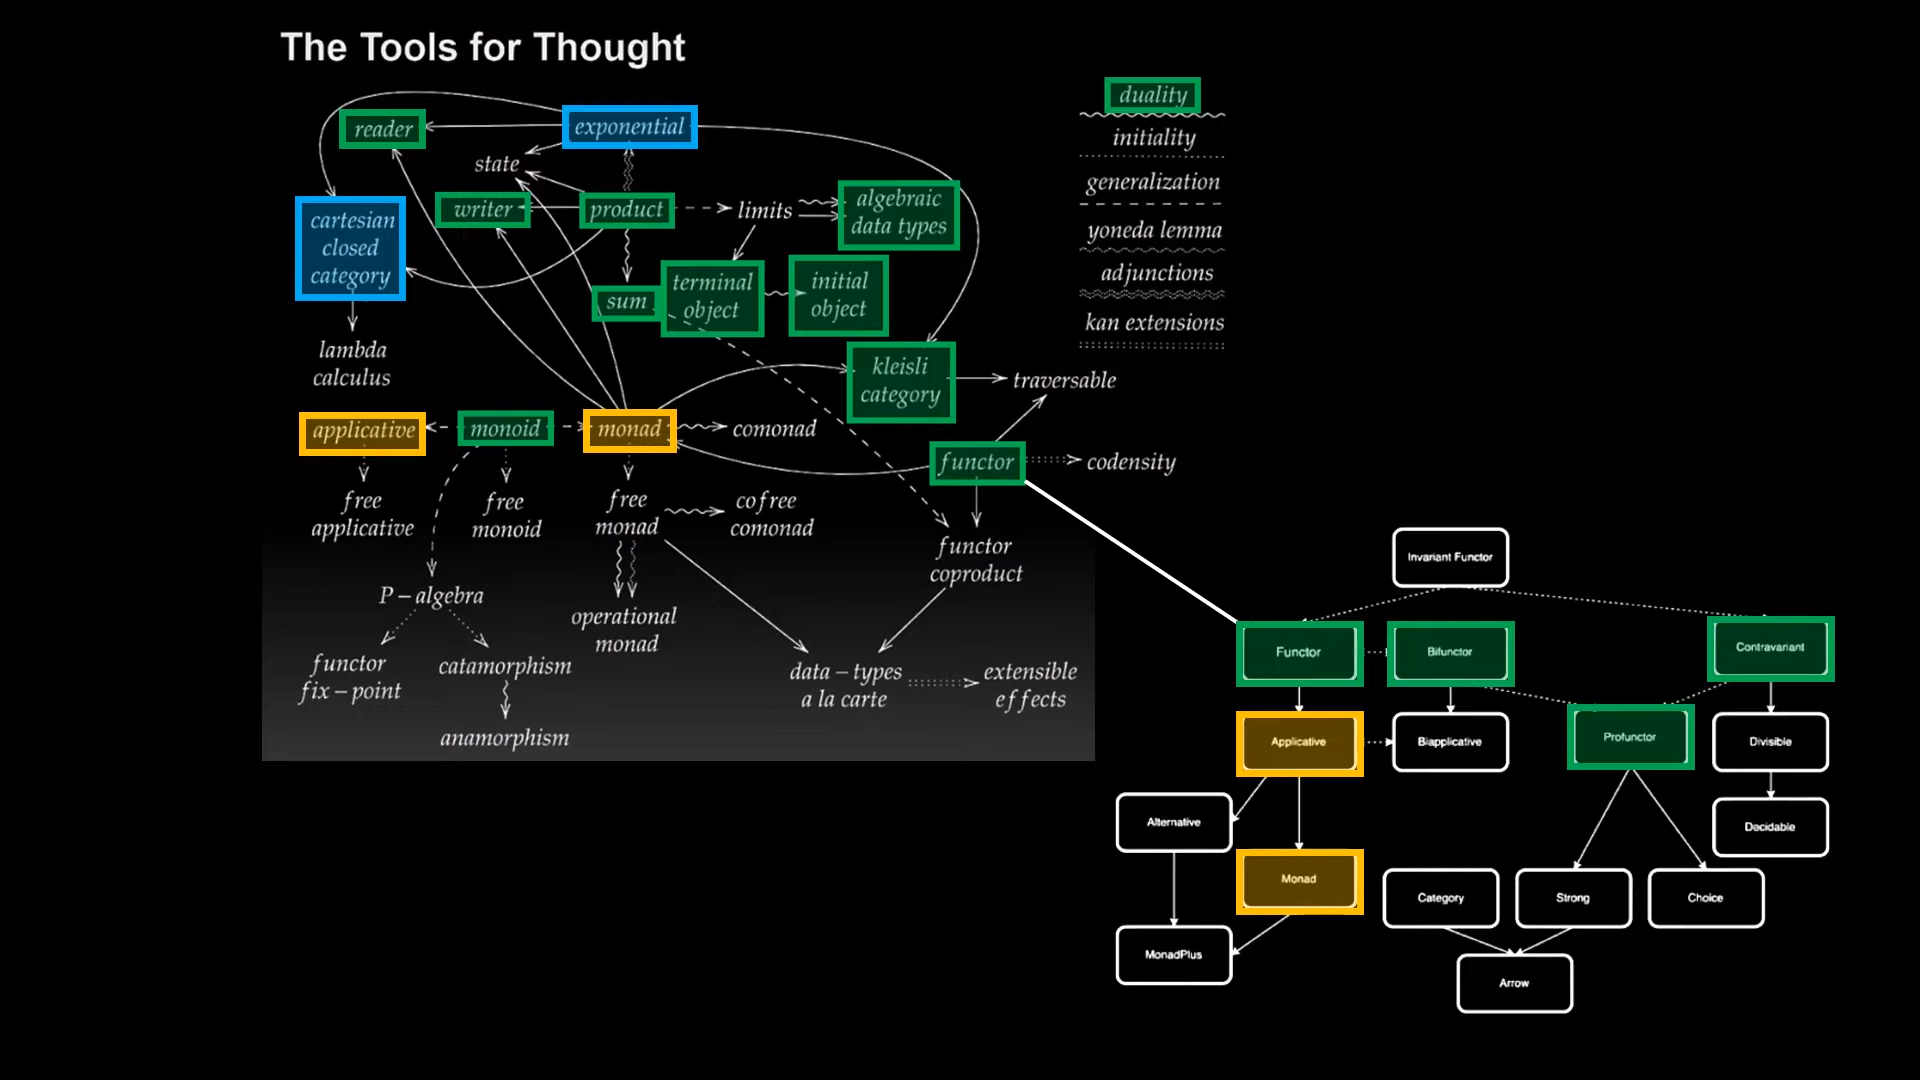 The Tools for Thought
duality
reader
exponential
initiality
state
generalization
writer
product
limits
algebraic
data types
cartesian
closed
category
yoneda lemma
sum
terminal
object
initial
object
adjunctions
kan extensions
lambda
calculus
kleisli
category
traversable
applicative
monoid
monad
comonad
functor
codensity
free
applicative
free
monoid
free
monad
cofree
comonad
functor
coproduct
P – algebra
operational
monad
functor
fix – point
catamorphism
data – types
a la carte
extensible
effects
anamorphism
Invariant Functor
Functor
Bifunctor
Contravariant
Applicative
Biapplicative
Profunctor
Divisible
Alternative
Decidable
Monad
Category
Strong
Choice
MonadPlus
Arrow